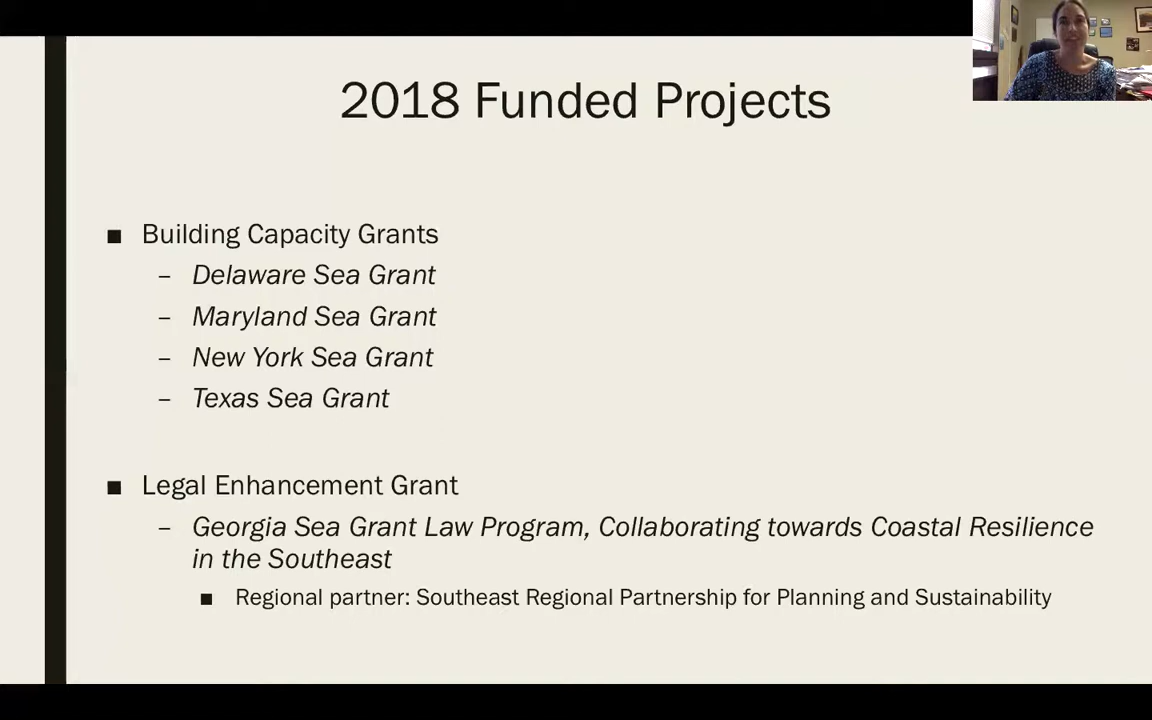 2018 Funded Projects
■ Building Capacity Grants
– Delaware Sea Grant
– Maryland Sea Grant
– New York Sea Grant
– Texas Sea Grant
■ Legal Enhancement Grant
– Georgia Sea Grant Law Program, Collaborating towards Coastal Resilience
in the Southeast
■ Regional partner: Southeast Regional Partnership for Planning and Sustainability